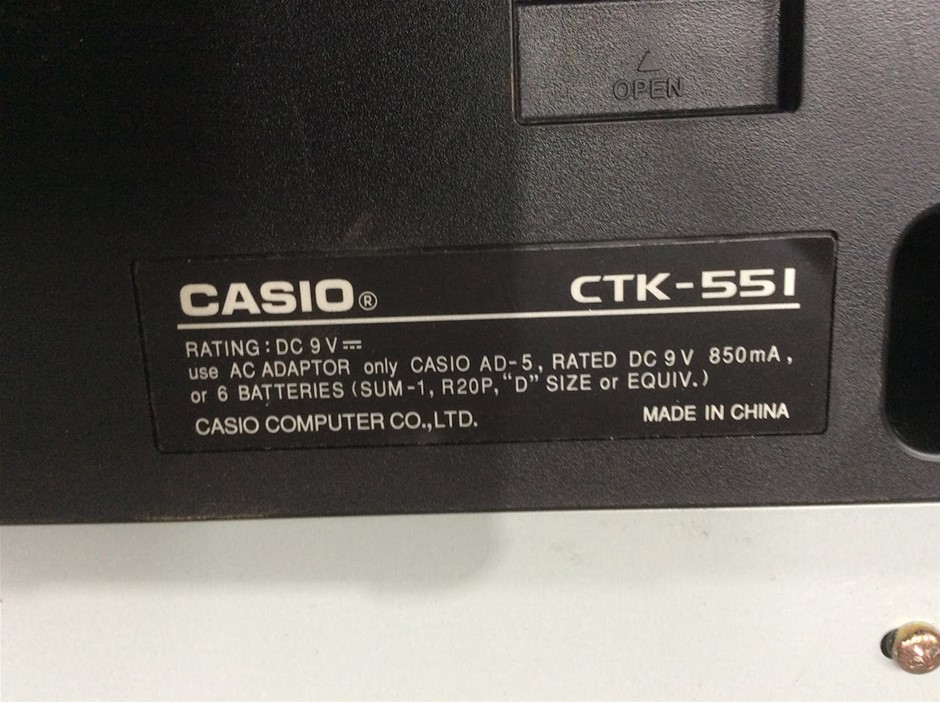 OPEN
CASIO® CTK-551
RATING : DC 9 V ⎓
use AC ADAPTOR only CASIO AD-5, RATED DC 9 V 850mA,
or 6 BATTERIES (SUM-1, R20P, “D” SIZE or EQUIV.)
CASIO COMPUTER CO.,LTD. MADE IN CHINA